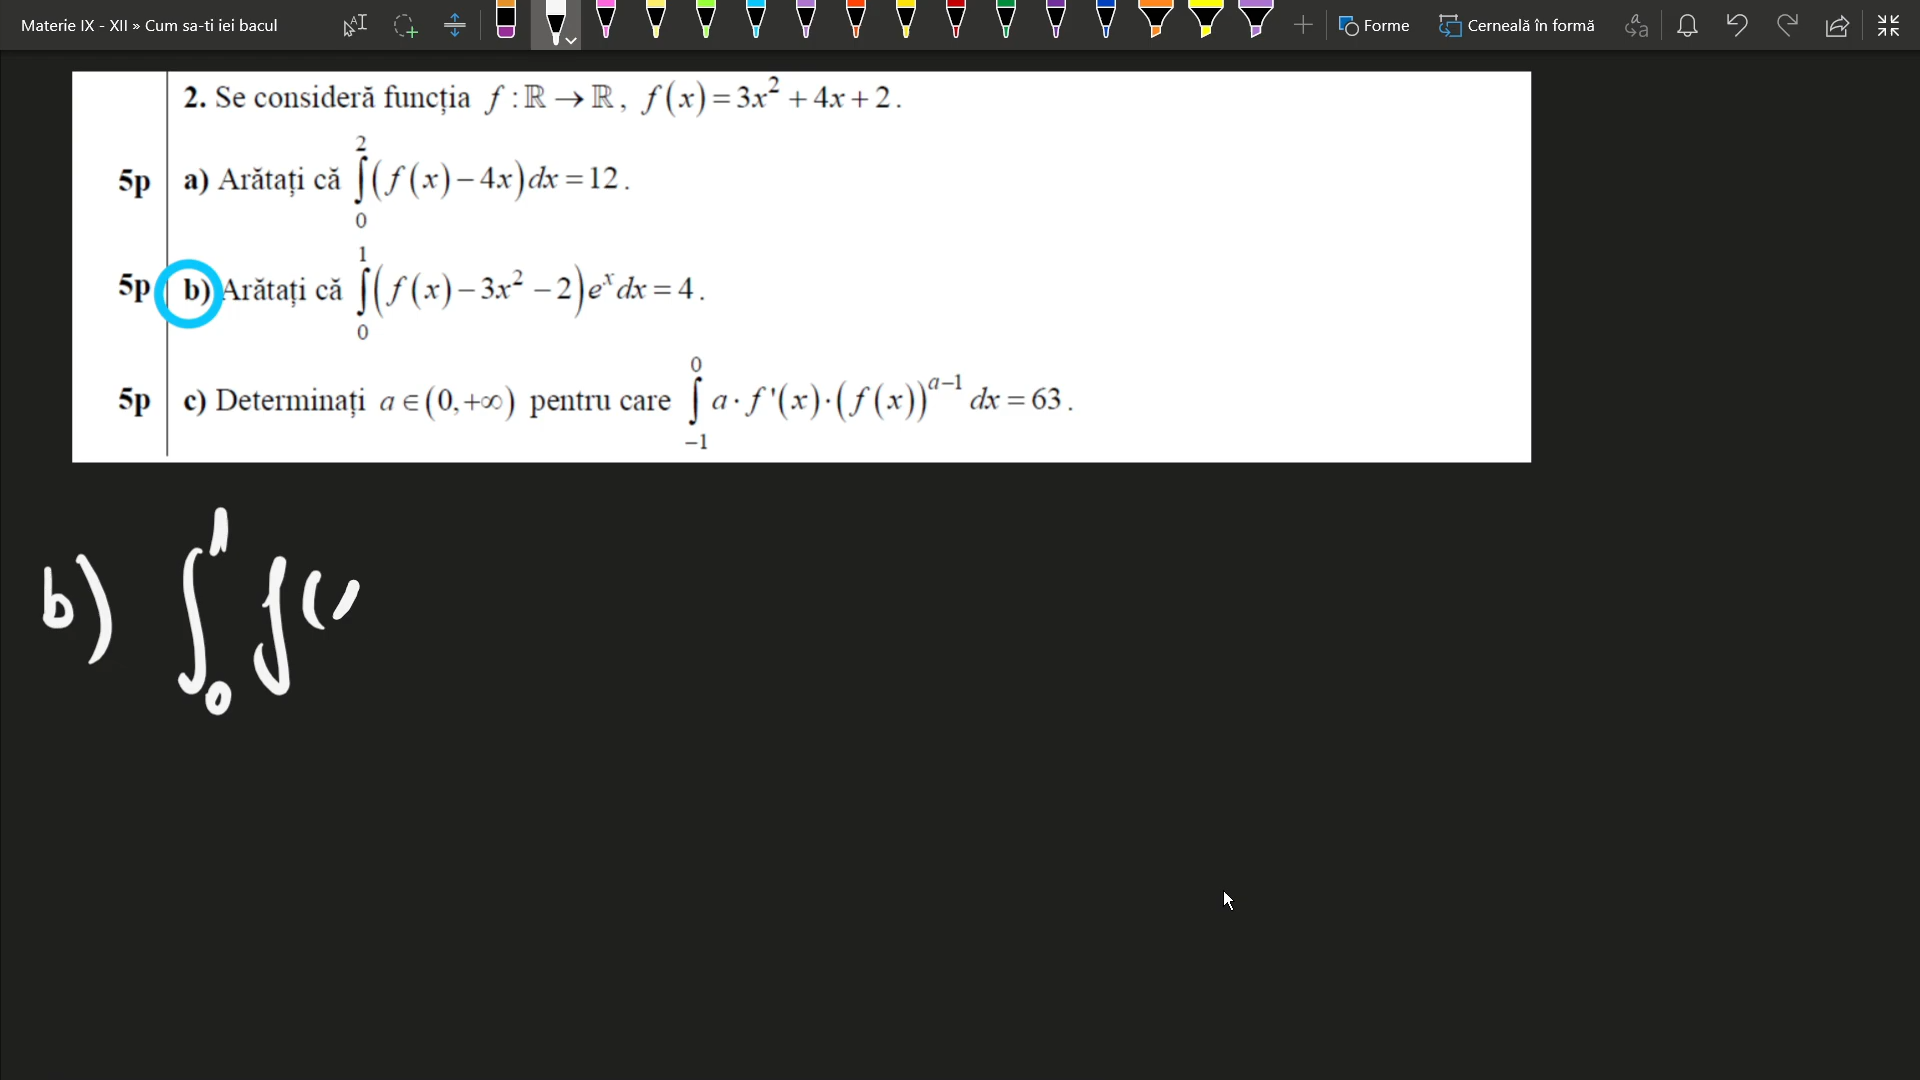 Materie IX - XII » Cum sa-ti iei bacul
Forme
Cerneală în formă
2. Se consideră funcția f : ℝ → ℝ, f(x) = 3x² + 4x + 2.
5p a) Arătați că ∫₀² (f(x) − 4x) dx = 12.
5p b) Arătați că ∫₀¹ (f(x) − 3x² − 2) eˣ dx = 4.
5p c) Determinați a ∈ (0, +∞) pentru care ∫₋₁⁰ a · f '(x) · (f(x))ᵃ⁻¹ dx = 63.
b) ∫₀¹ f(